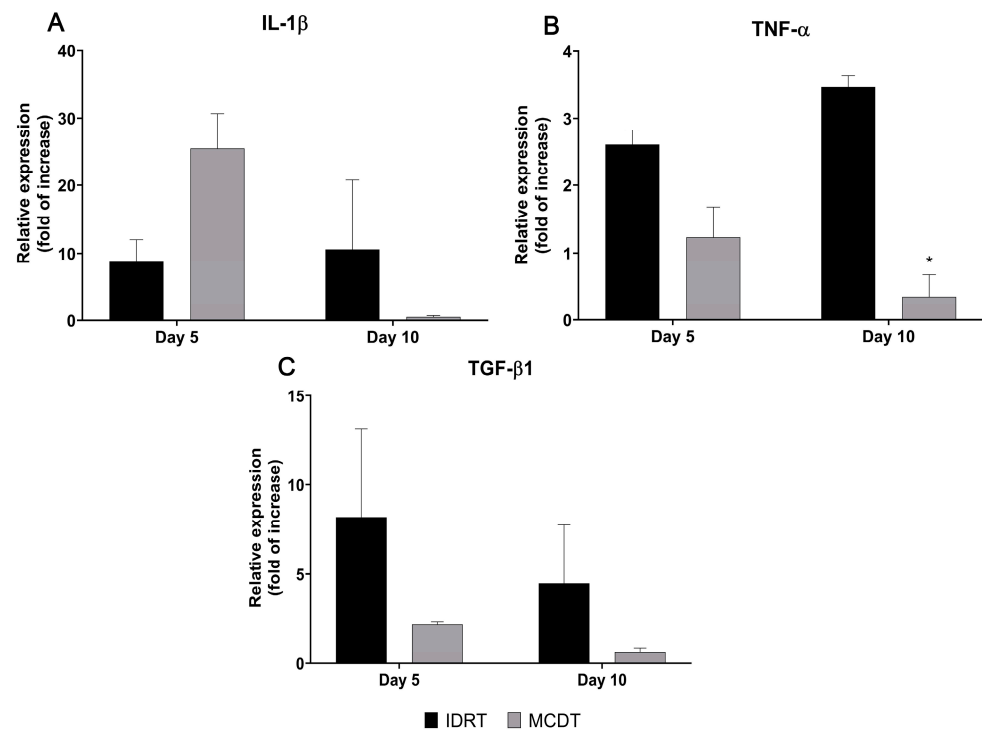 A
IL-1β
Relative expression
(fold of increase)
40
30
20
10
0
Day 5
Day 10
B
TNF-α
Relative expression
(fold of increase)
4
3
2
1
0
*
Day 5
Day 10
C
TGF-β1
Relative expression
(fold of increase)
15
10
5
0
Day 5
Day 10
IDRT
MCDT